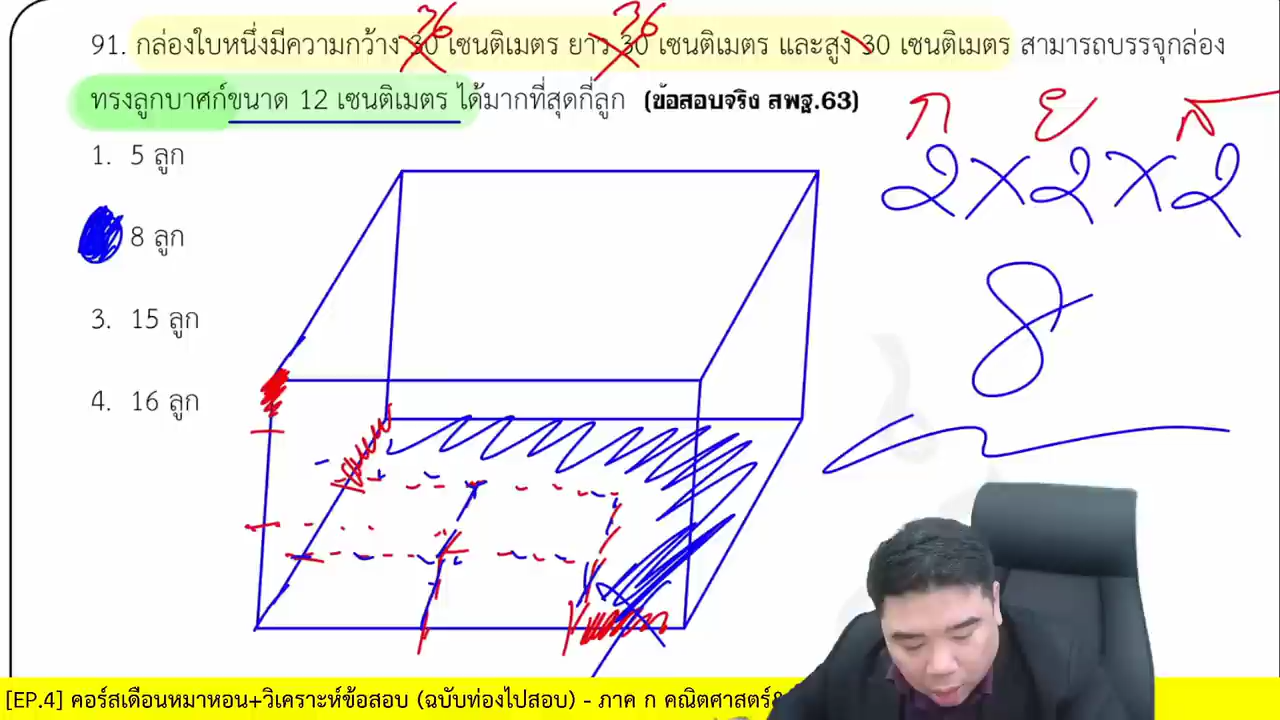 36 36
91. กล่องใบหนึ่งมีความกว้าง 30 เซนติเมตร ยาว 30 เซนติเมตร และสูง 30 เซนติเมตร สามารถบรรจุกล่อง
ทรงลูกบาศก์ขนาด 12 เซนติเมตร ได้มากที่สุดกี่ลูก (ข้อสอบจริง สพฐ.63)
ก ย ส
2 × 2 × 2
8
1. 5 ลูก
8 ลูก
3. 15 ลูก
4. 16 ลูก
[EP.4] คอร์สเดือนหมาหอน+วิเคราะห์ข้อสอบ (ฉบับท่องไปสอบ) - ภาค ก คณิตศาสตร์&